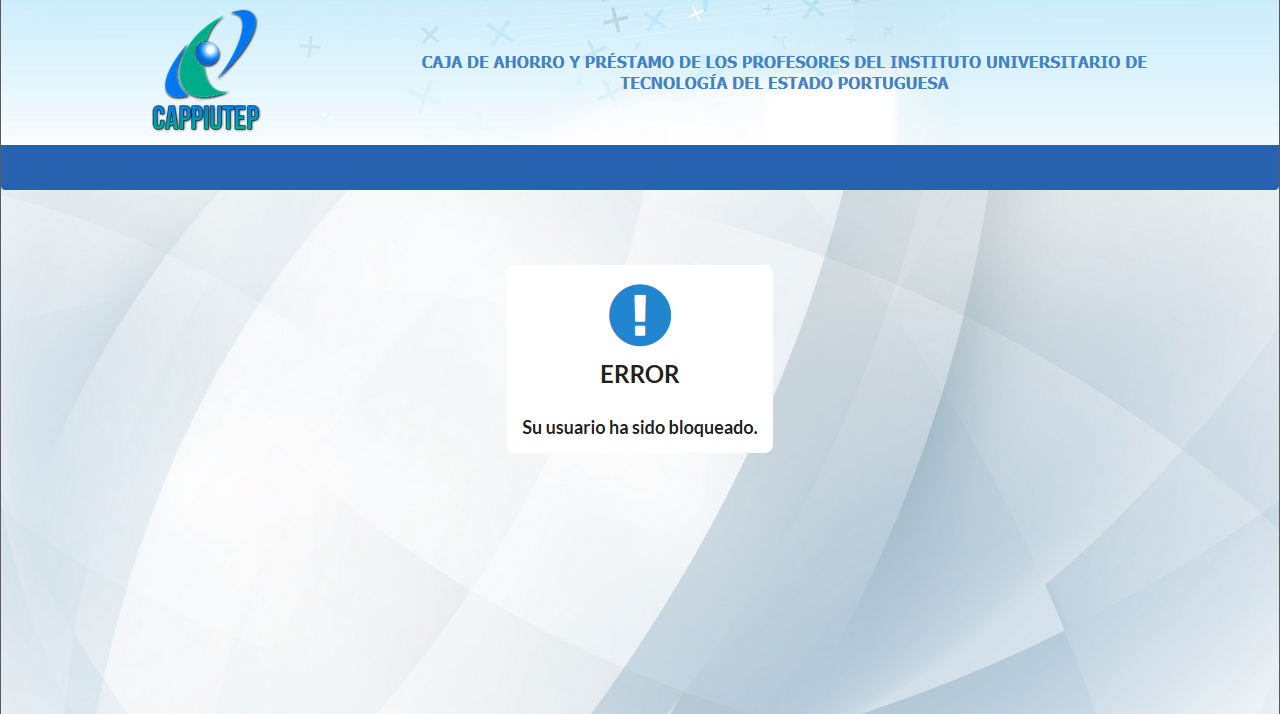 CAJA DE AHORRO Y PRÉSTAMO DE LOS PROFESORES DEL INSTITUTO UNIVERSITARIO DE
TECNOLOGÍA DEL ESTADO PORTUGUESA
CAPPIUTEP
ERROR
Su usuario ha sido bloqueado.